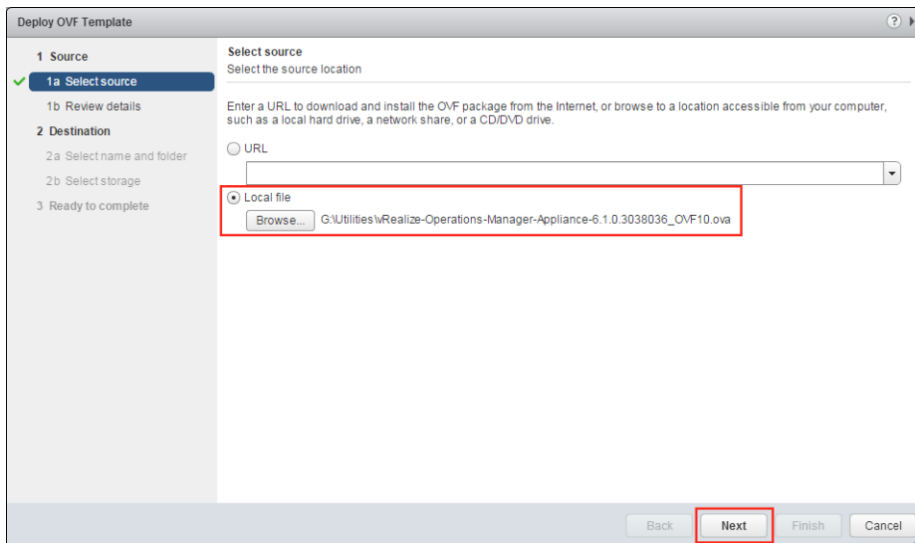 Deploy OVF Template
?
1 Source
1a Select source
1b Review details
2 Destination
2a Select name and folder
2b Select storage
3 Ready to complete
Select source
Select the source location
Enter a URL to download and install the OVF package from the Internet, or browse to a location accessible from your computer,
such as a local hard drive, a network share, or a CD/DVD drive.
URL
Local file
Browse... G:\Utilities\vRealize-Operations-Manager-Appliance-6.1.0.3038036_OVF10.ova
Back Next Finish Cancel